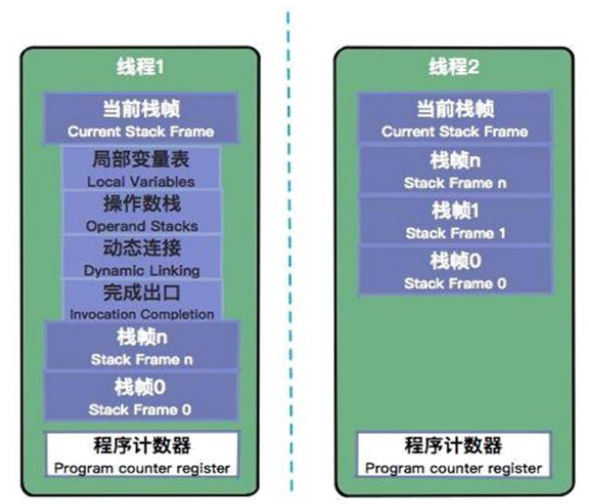 线程1
当前栈帧
Current Stack Frame
局部变量表
Local Variables
操作数栈
Operand Stacks
动态连接
Dynamic Linking
完成出口
Invocation Completion
栈帧n
Stack Frame n
栈帧0
Stack Frame 0
程序计数器
Program counter register
线程2
当前栈帧
Current Stack Frame
栈帧n
Stack Frame n
栈帧1
Stack Frame 1
栈帧0
Stack Frame 0
程序计数器
Program counter register